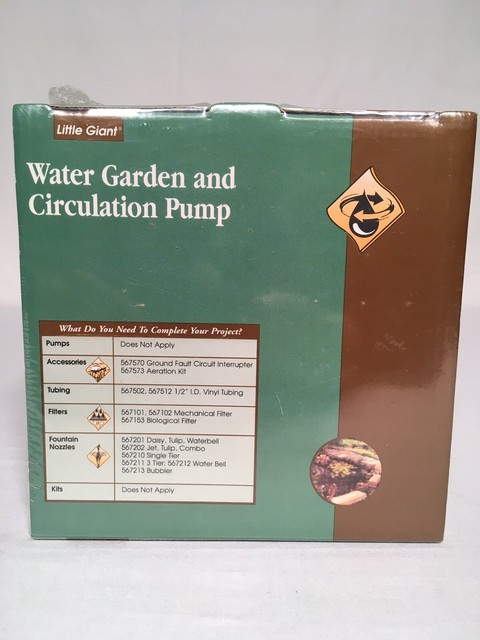 Little Giant®
Water Garden and
Circulation Pump
What Do You Need To Complete Your Project?
Pumps Does Not Apply
Accessories 567570 Ground Fault Circuit Interrupter
567573 Aeration Kit
Tubing 567502, 567512 1/2" I.D. Vinyl Tubing
Filters 567101, 567102 Mechanical Filter
567153 Biological Filter
Fountain Nozzles 567201 Daisy, Tulip, Waterbell
567202 Jet, Tulip, Combo
567210 Single Tier
567211 3 Tier; 567212 Water Bell
567213 Bubbler
Kits Does Not Apply